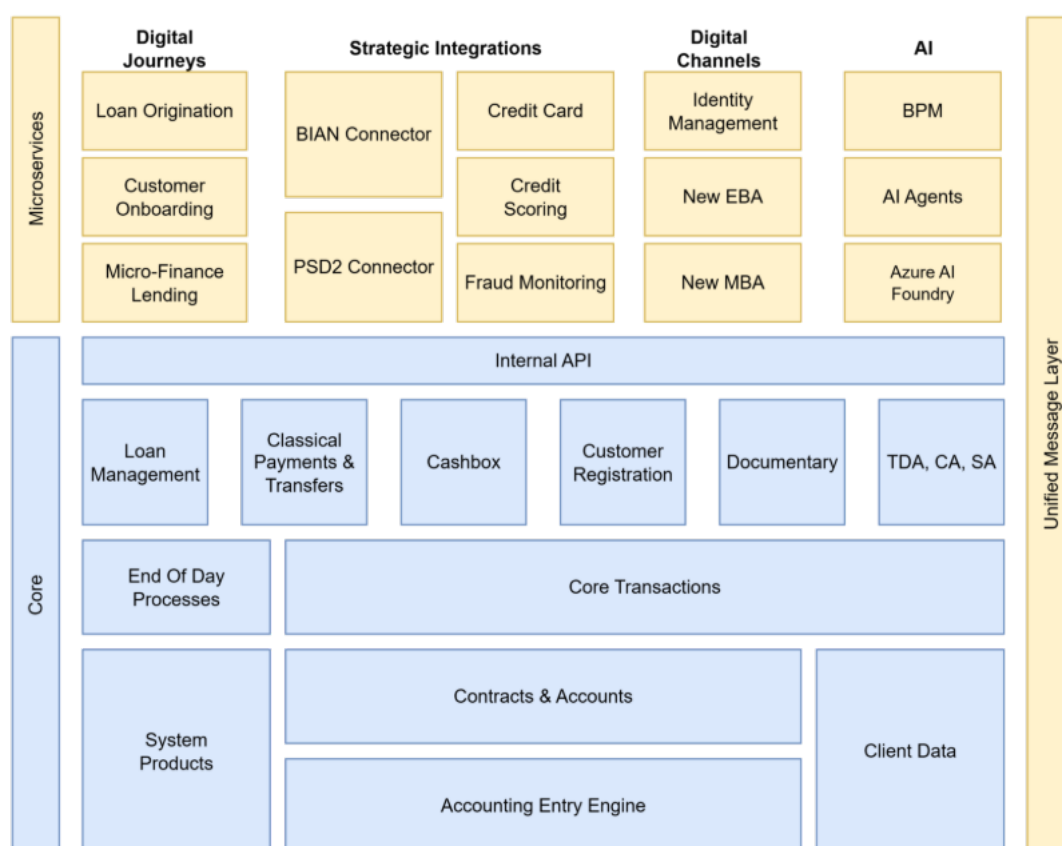 Digital
Journeys
Strategic Integrations
Digital
Channels
AI
Microservices
Loan Origination
BIAN Connector
Credit Card
Identity
Management
BPM
Customer
Onboarding
Credit
Scoring
New EBA
AI Agents
Micro-Finance
Lending
PSD2 Connector
Fraud Monitoring
New MBA
Azure AI
Foundry
Unified Message Layer
Core
Internal API
Loan
Management
Classical
Payments &
Transfers
Cashbox
Customer
Registration
Documentary
TDA, CA, SA
End Of Day
Processes
Core Transactions
System
Products
Contracts & Accounts
Client Data
Accounting Entry Engine